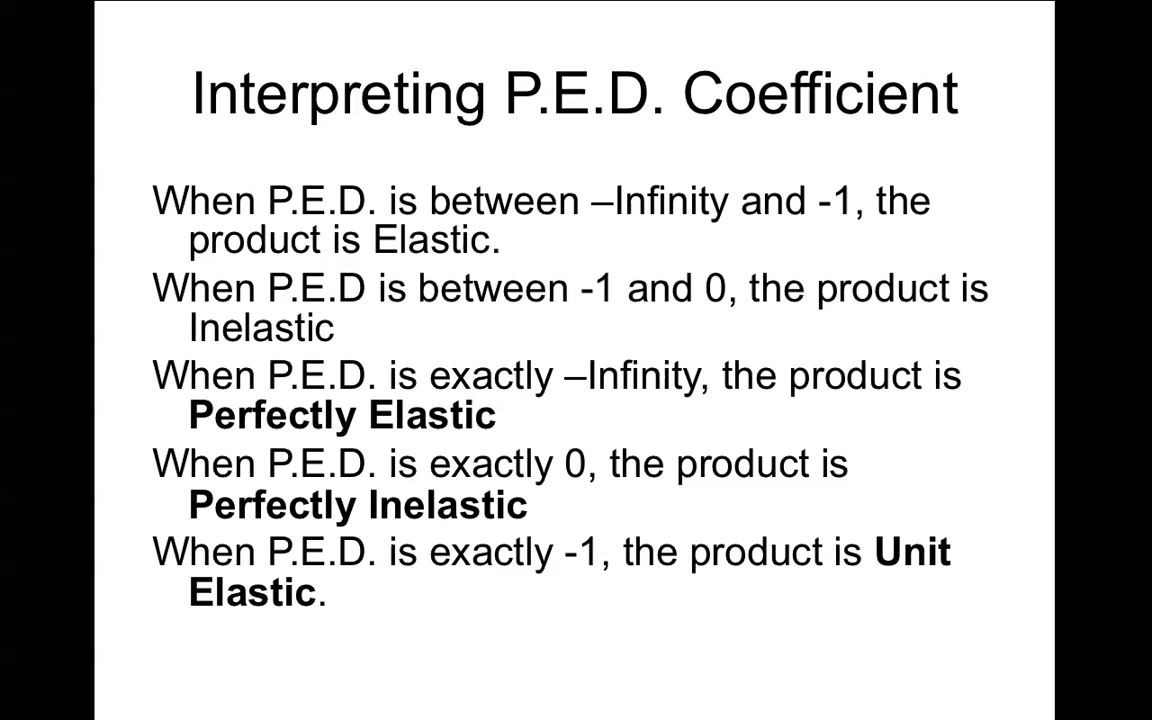 Interpreting P.E.D. Coefficient
When P.E.D. is between –Infinity and -1, the
product is Elastic.
When P.E.D is between -1 and 0, the product is
Inelastic
When P.E.D. is exactly –Infinity, the product is
Perfectly Elastic
When P.E.D. is exactly 0, the product is
Perfectly Inelastic
When P.E.D. is exactly -1, the product is Unit
Elastic.